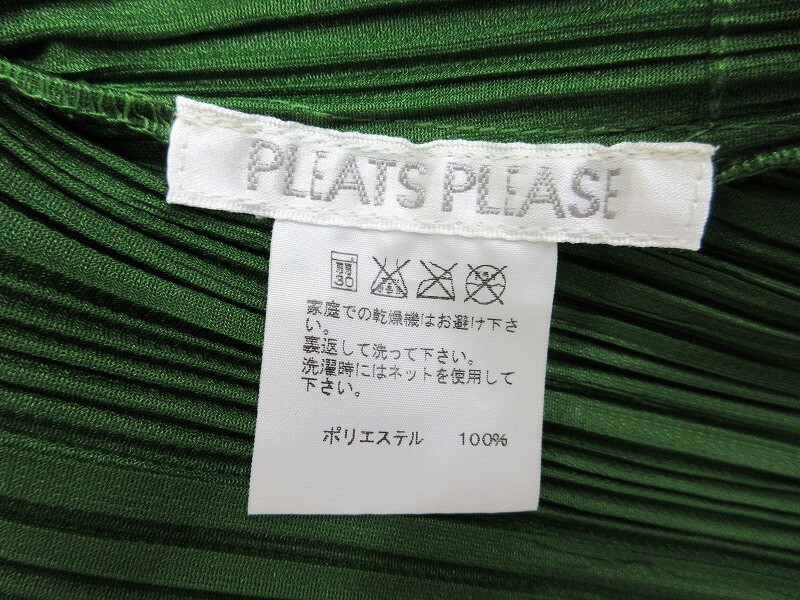 PLEATS PLEASE
弱 30
家庭での乾燥機はお避け下さ
い。
裏返して洗って下さい。
洗濯時にはネットを使用して
下さい。
ポリエステル 100%